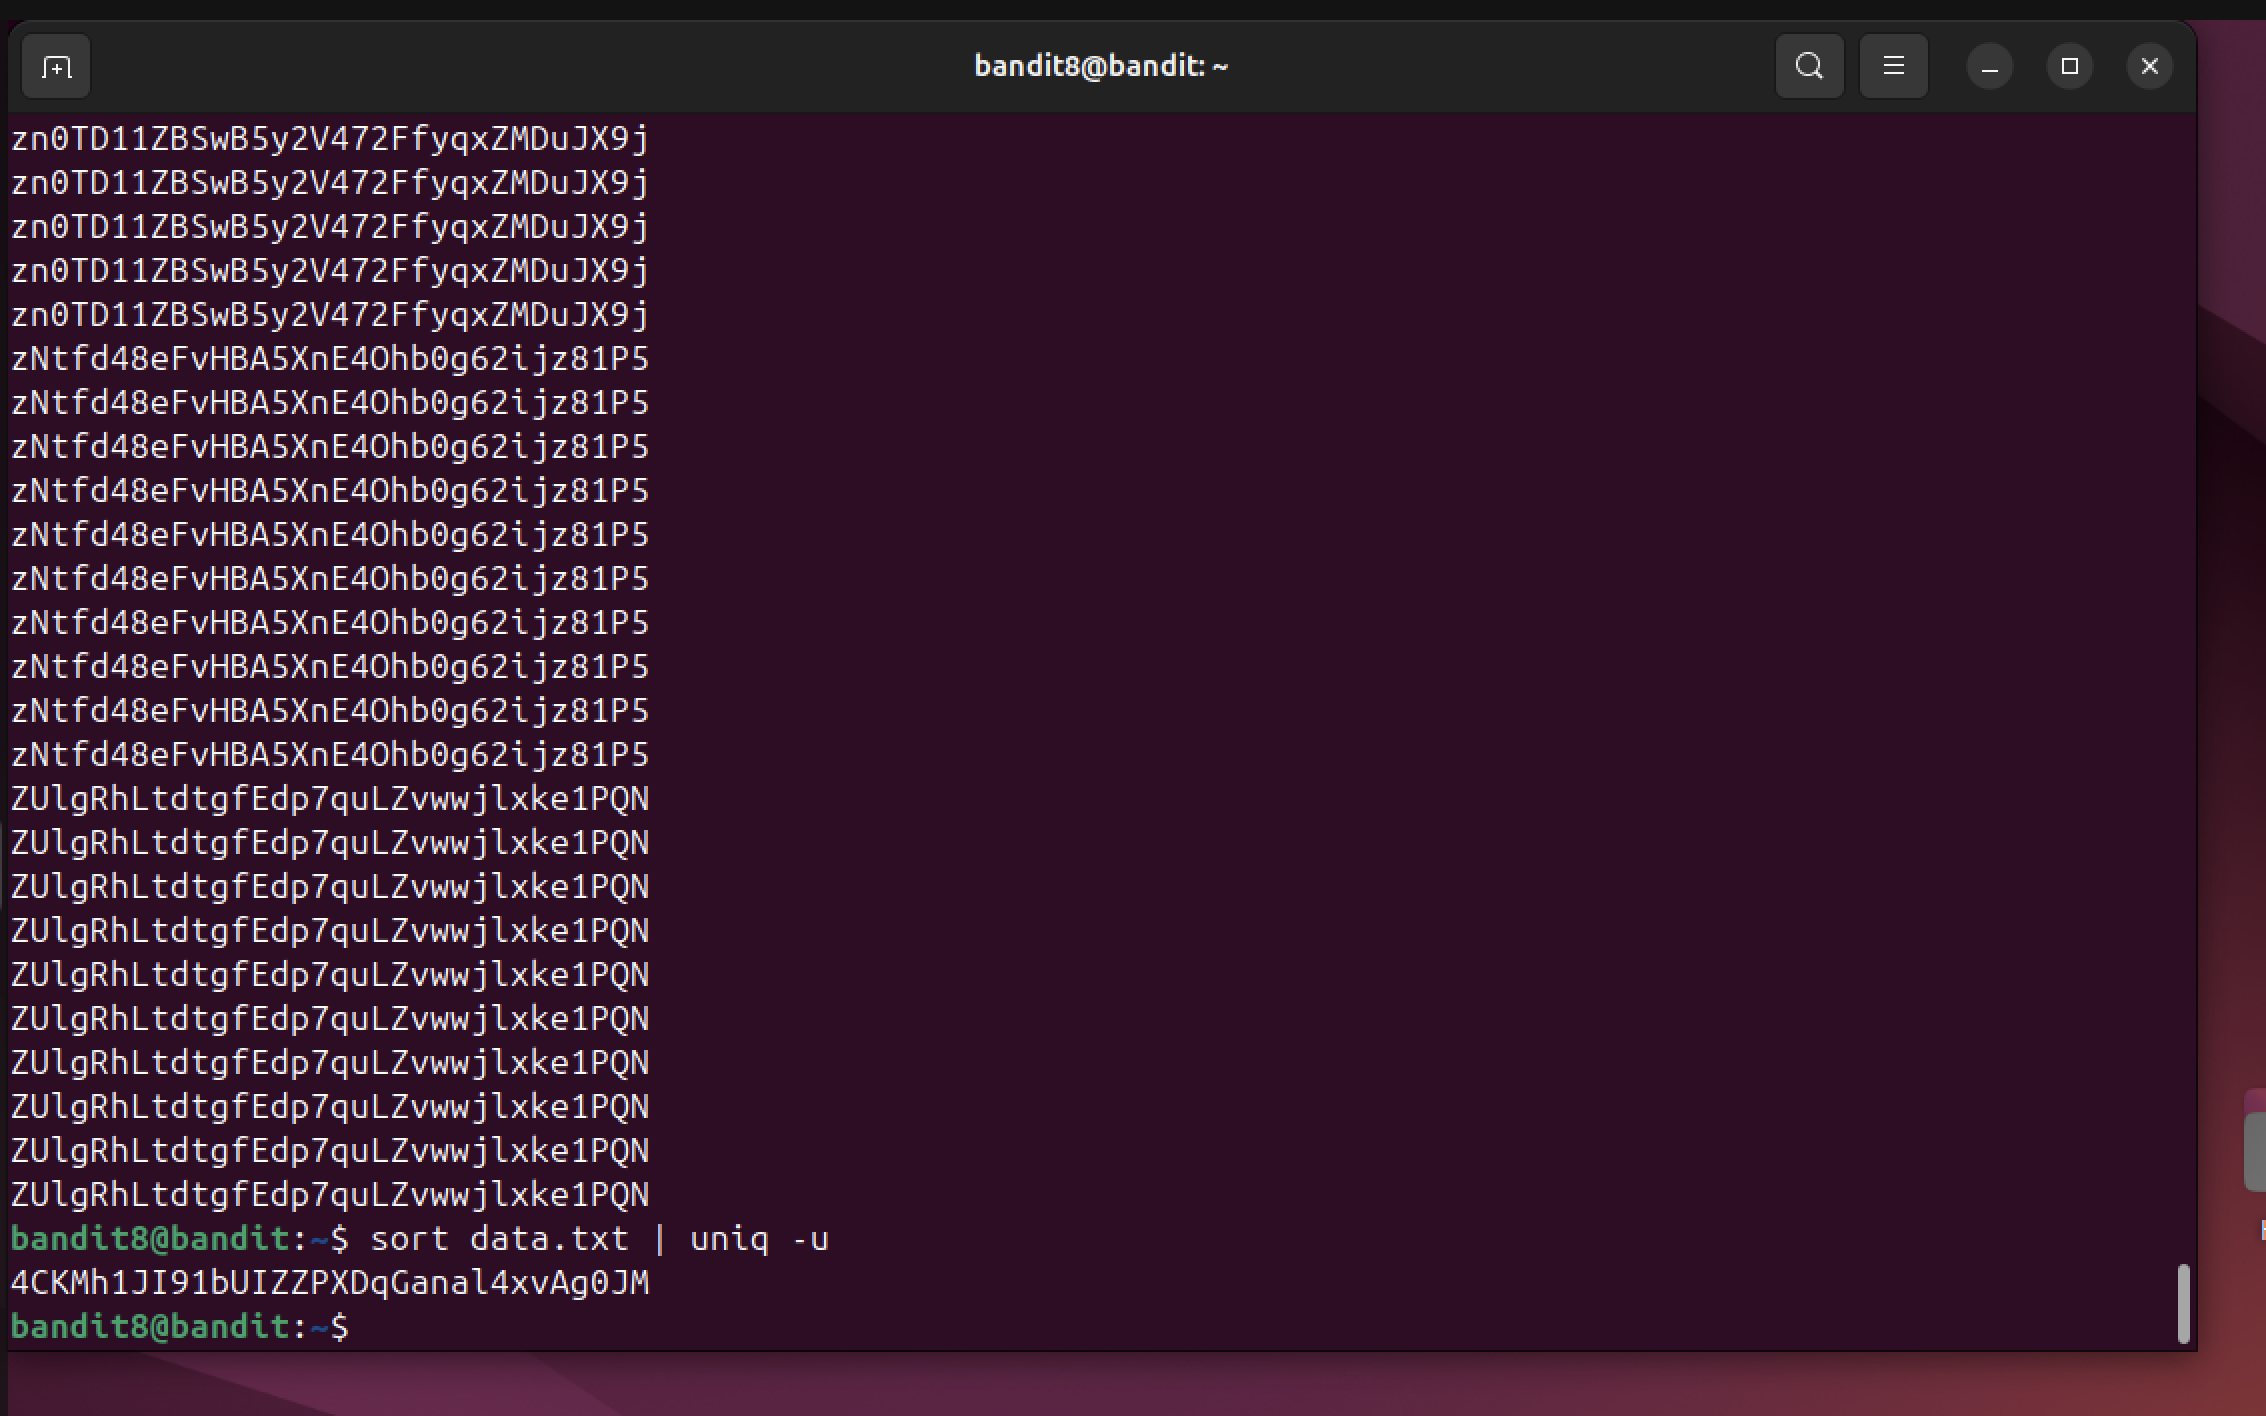 bandit8@bandit: ~
zn0TD11ZBSwB5y2V472FfyqxZMDuJX9j
zn0TD11ZBSwB5y2V472FfyqxZMDuJX9j
zn0TD11ZBSwB5y2V472FfyqxZMDuJX9j
zn0TD11ZBSwB5y2V472FfyqxZMDuJX9j
zn0TD11ZBSwB5y2V472FfyqxZMDuJX9j
zNtfd48eFvHBA5XnE4Ohb0g62ijz81P5
zNtfd48eFvHBA5XnE4Ohb0g62ijz81P5
zNtfd48eFvHBA5XnE4Ohb0g62ijz81P5
zNtfd48eFvHBA5XnE4Ohb0g62ijz81P5
zNtfd48eFvHBA5XnE4Ohb0g62ijz81P5
zNtfd48eFvHBA5XnE4Ohb0g62ijz81P5
zNtfd48eFvHBA5XnE4Ohb0g62ijz81P5
zNtfd48eFvHBA5XnE4Ohb0g62ijz81P5
zNtfd48eFvHBA5XnE4Ohb0g62ijz81P5
zNtfd48eFvHBA5XnE4Ohb0g62ijz81P5
ZUlgRhLtdtgfEdp7quLZvwwjlxke1PQN
ZUlgRhLtdtgfEdp7quLZvwwjlxke1PQN
ZUlgRhLtdtgfEdp7quLZvwwjlxke1PQN
ZUlgRhLtdtgfEdp7quLZvwwjlxke1PQN
ZUlgRhLtdtgfEdp7quLZvwwjlxke1PQN
ZUlgRhLtdtgfEdp7quLZvwwjlxke1PQN
ZUlgRhLtdtgfEdp7quLZvwwjlxke1PQN
ZUlgRhLtdtgfEdp7quLZvwwjlxke1PQN
ZUlgRhLtdtgfEdp7quLZvwwjlxke1PQN
ZUlgRhLtdtgfEdp7quLZvwwjlxke1PQN
bandit8@bandit:~$ sort data.txt | uniq -u
4CKMh1JI91bUIZZPXDqGanal4xvAg0JM
bandit8@bandit:~$